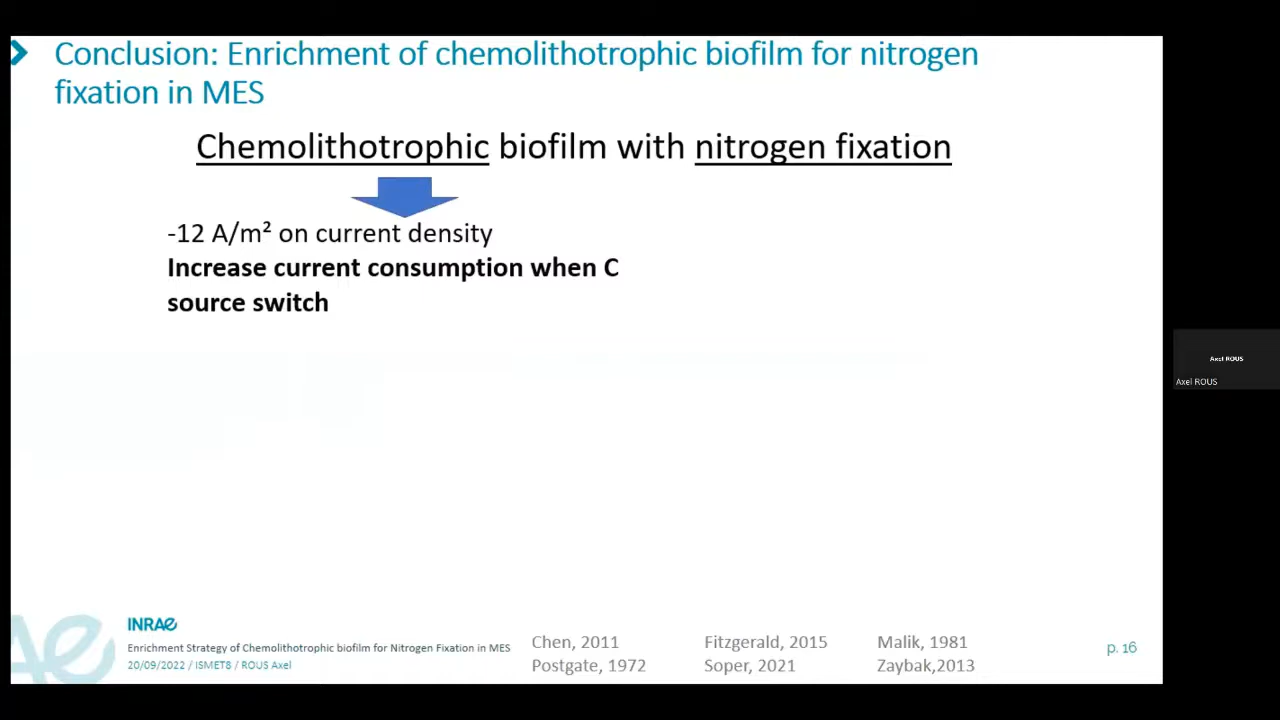 Conclusion: Enrichment of chemolithotrophic biofilm for nitrogen
fixation in MES
Chemolithotrophic biofilm with nitrogen fixation
-12 A/m² on current density
Increase current consumption when C
source switch
Axel ROUS
Axel ROUS
INRAE
Enrichment Strategy of Chemolithotrophic biofilm for Nitrogen Fixation in MES
20/09/2022 / ISMET8 / ROUS Axel
Chen, 2011
Postgate, 1972
Fitzgerald, 2015
Soper, 2021
Malik, 1981
Zaybak,2013
p. 16